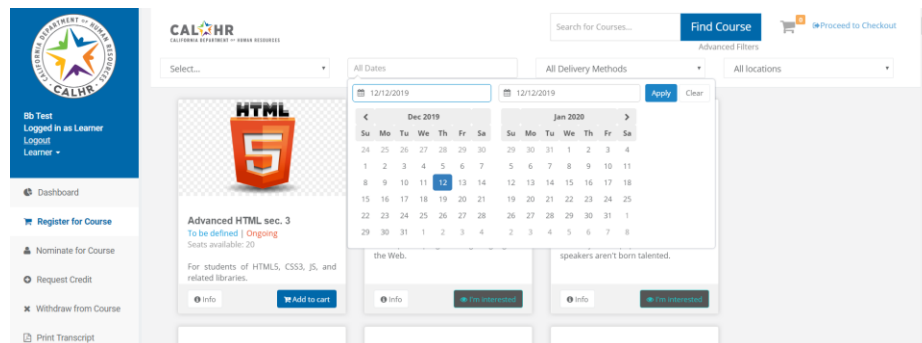 CALIFORNIA DEPARTMENT OF HUMAN RESOURCES
CALHR
CALHR
CALIFORNIA DEPARTMENT OF HUMAN RESOURCES
Search for Courses...
Find Course
0
Proceed to Checkout
Advanced Filters
Select...
All Dates
All Delivery Methods
All locations
Bb Test
Logged in as Learner
Logout
Learner
Dashboard
Register for Course
Nominate for Course
Request Credit
Withdraw from Course
Print Transcript
12/12/2019
12/12/2019
Apply
Clear
Dec 2019
Su Mo Tu We Th Fr Sa
24 25 26 27 28 29 30
1 2 3 4 5 6 7
8 9 10 11 12 13 14
15 16 17 18 19 20 21
22 23 24 25 26 27 28
29 30 31 1 2 3 4
Jan 2020
Su Mo Tu We Th Fr Sa
29 30 31 1 2 3 4
5 6 7 8 9 10 11
12 13 14 15 16 17 18
19 20 21 22 23 24 25
26 27 28 29 30 31 1
2 3 4 5 6 7 8
HTML
5
Advanced HTML sec. 3
To be defined | Ongoing
Seats available: 20
For students of HTML5, CSS3, JS, and
related libraries.
Info
Add to cart
the Web.
Info
I'm interested
speakers aren't born talented.
Info
I'm interested